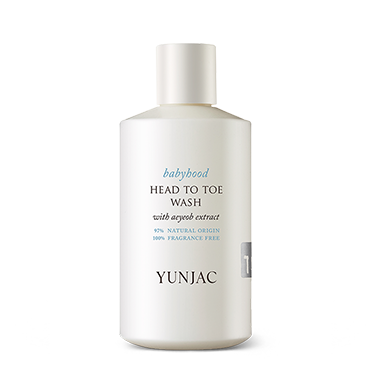 babyhood
HEAD TO TOE
WASH
with aeyeob extract
97% NATURAL ORIGIN
100% FRAGRANCE FREE
YUNJAC